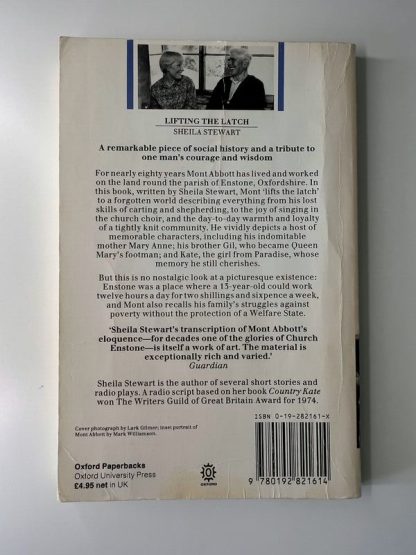 LIFTING THE LATCH
SHEILA STEWART
A remarkable piece of social history and a tribute to
one man's courage and wisdom
For nearly eighty years Mont Abbott has lived and worked
on the land round the parish of Enstone, Oxfordshire. In
this book, written by Sheila Stewart, Mont 'lifts the latch'
to a forgotten world describing everything from his lost
skills of carting and shepherding, to the joy of singing in
the church choir, and the day-to-day warmth and loyalty
of a tightly knit community. He vividly depicts a host of
memorable characters, including his indomitable
mother Mary Anne; his brother Gil, who became Queen
Mary's footman; and Kate, the girl from Paradise, whose
memory he still cherishes.
But this is no nostalgic look at a picturesque existence:
Enstone was a place where a 13-year-old could work
twelve hours a day for two shillings and sixpence a week,
and Mont also recalls his family's struggles against
poverty without the protection of a Welfare State.
'Sheila Stewart's transcription of Mont Abbott's
eloquence—for decades one of the glories of Church
Enstone—is itself a work of art. The material is
exceptionally rich and varied.'
Guardian
Sheila Stewart is the author of several short stories and
radio plays. A radio script based on her book Country Kate
won The Writers Guild of Great Britain Award for 1974.
ISBN 0-19-282161-X
Cover photograph by Lark Gilmer; inset portrait of
Mont Abbott by Mark Williamson.
Oxford Paperbacks
Oxford University Press
£4.95 net in UK
OXFORD
9 780192 821614